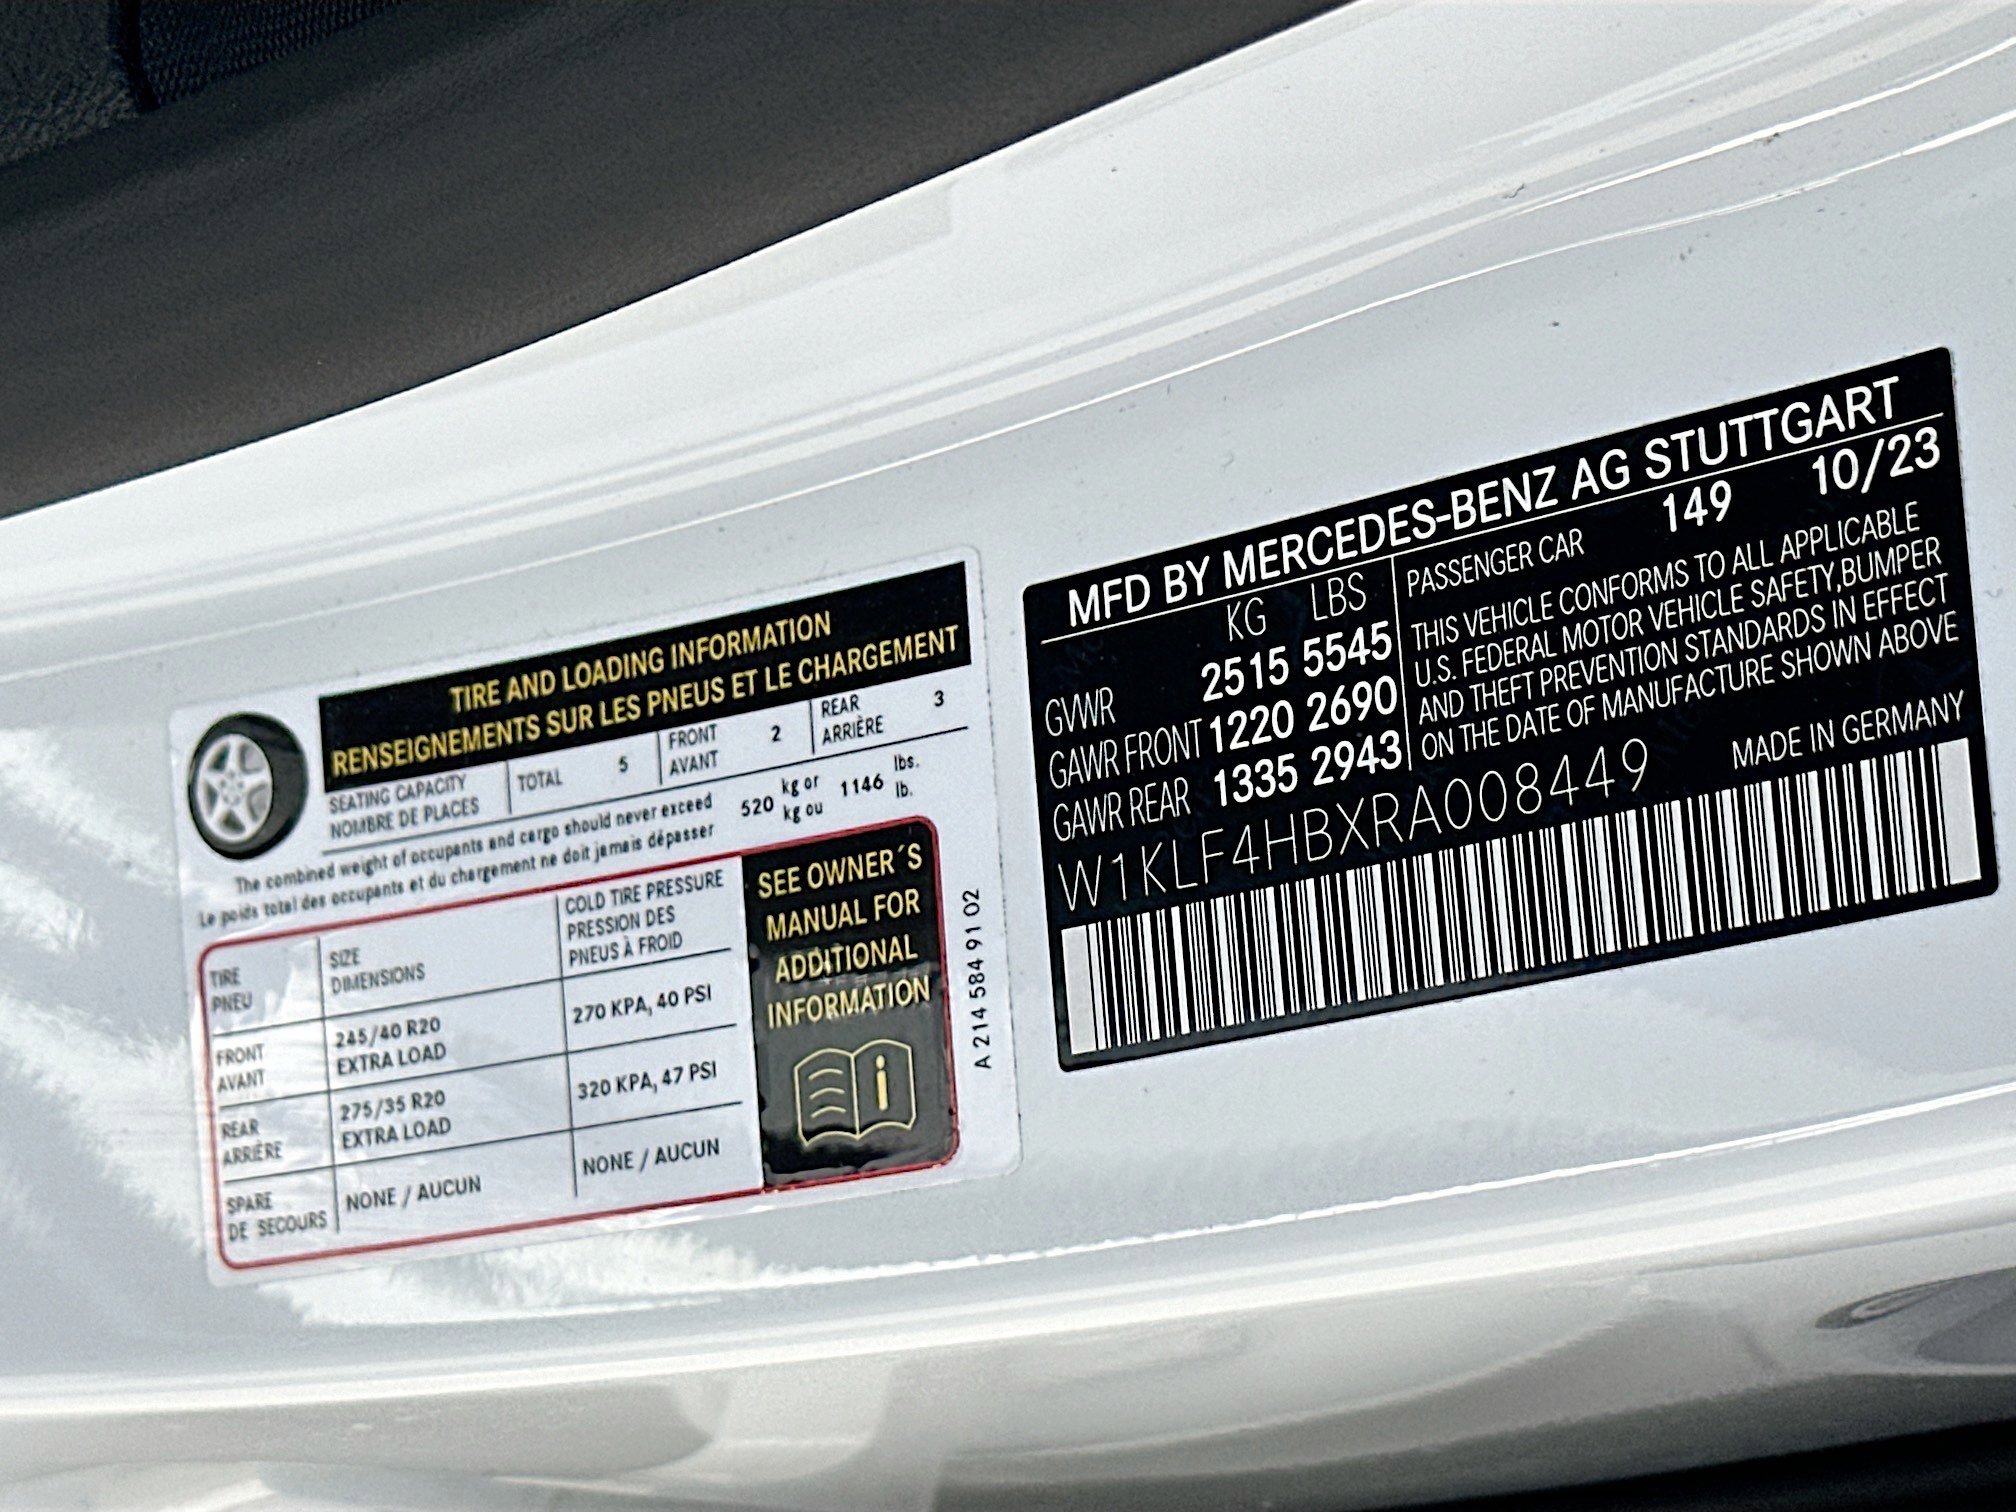 TIRE AND LOADING INFORMATION
RENSEIGNEMENTS SUR LES PNEUS ET LE CHARGEMENT
SEATING CAPACITY
NOMBRE DE PLACES
TOTAL 5
FRONT
AVANT
2
REAR
ARRIÈRE
3
The combined weight of occupants and cargo should never exceed
Le poids total des occupants et du chargement ne doit jamais dépasser
520
kg or
kg ou
1146
lbs.
lb.
TIRE
PNEU
SIZE
DIMENSIONS
COLD TIRE PRESSURE
PRESSION DES
PNEUS À FROID
FRONT
AVANT
245/40 R20
EXTRA LOAD
270 KPA, 40 PSI
REAR
ARRIÈRE
275/35 R20
EXTRA LOAD
320 KPA, 47 PSI
SPARE
DE SECOURS
NONE / AUCUN
NONE / AUCUN
SEE OWNER´S
MANUAL FOR
ADDITIONAL
INFORMATION
i
A 214 584 91 02
MFD BY MERCEDES-BENZ AG STUTTGART
KG LBS
GVWR 2515 5545
GAWR FRONT 1220 2690
GAWR REAR 1335 2943
PASSENGER CAR 149 10/23
THIS VEHICLE CONFORMS TO ALL APPLICABLE
U.S. FEDERAL MOTOR VEHICLE SAFETY,BUMPER
AND THEFT PREVENTION STANDARDS IN EFFECT
ON THE DATE OF MANUFACTURE SHOWN ABOVE
W1KLF4HBXRA008449 MADE IN GERMANY